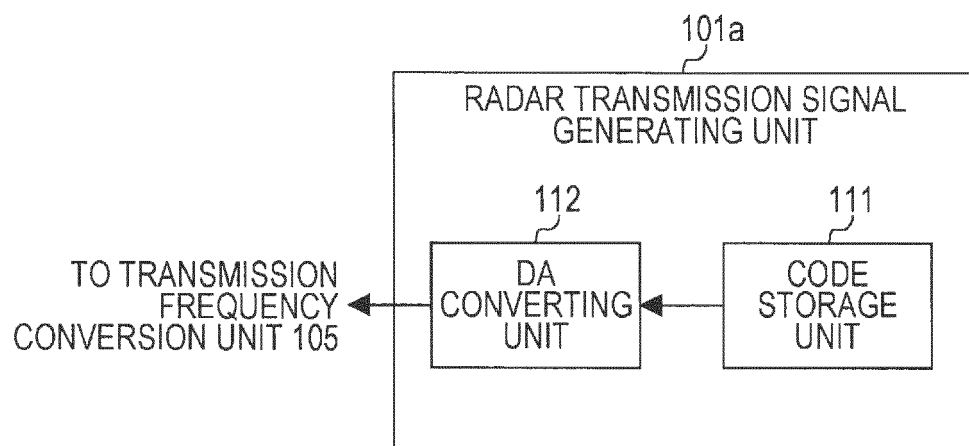 101a
RADAR TRANSMISSION SIGNAL
GENERATING UNIT
112
111
DA
CONVERTING
UNIT
CODE
STORAGE
UNIT
TO TRANSMISSION
FREQUENCY
CONVERSION UNIT 105